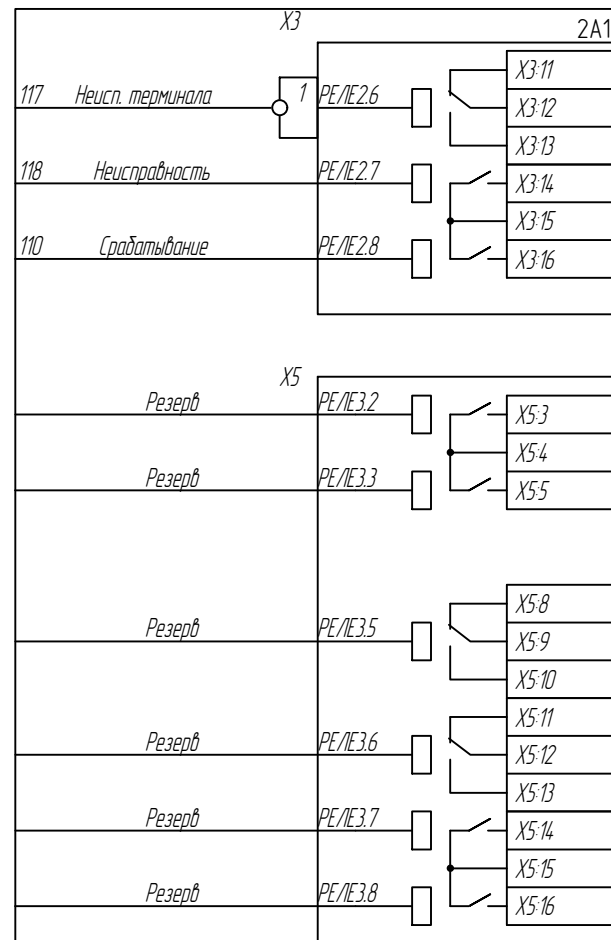 X3
2A1
117 Неисп. терминала 1 РЕЛЕ2.6
X3:11
X3:12
X3:13
118 Неисправность РЕЛЕ2.7
X3:14
X3:15
110 Срабатывание РЕЛЕ2.8
X3:16
X5
Резерв РЕЛЕ3.2
X5:3
X5:4
Резерв РЕЛЕ3.3
X5:5
X5:8
Резерв РЕЛЕ3.5
X5:9
X5:10
X5:11
Резерв РЕЛЕ3.6
X5:12
X5:13
Резерв РЕЛЕ3.7
X5:14
X5:15
Резерв РЕЛЕ3.8
X5:16